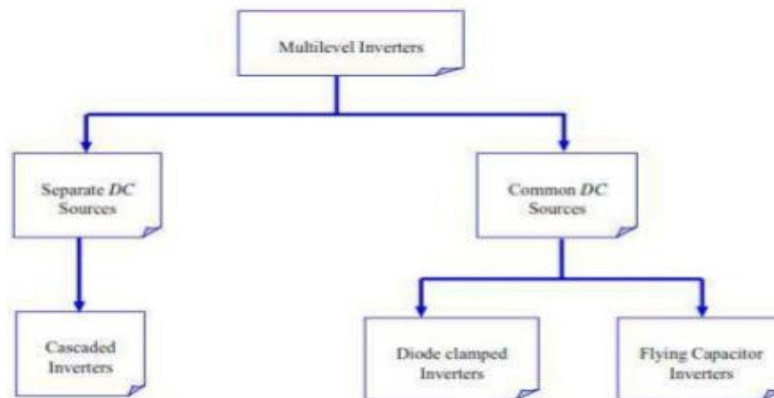 Multilevel Inverters
Separate DC
Sources
Common DC
Sources
Cascaded
Inverters
Diode clamped
Inverters
Flying Capacitor
Inverters